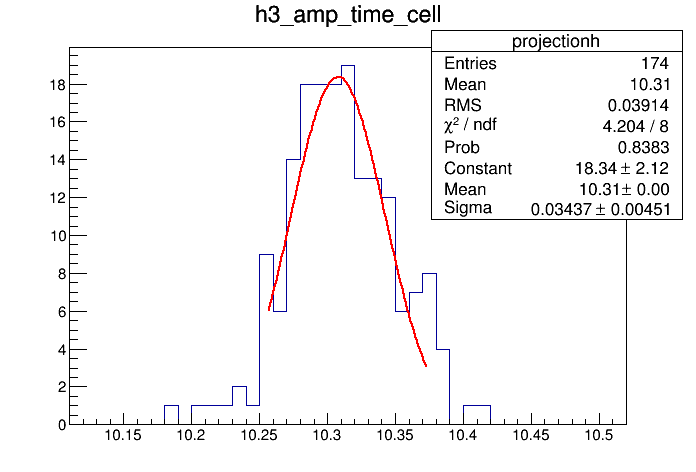 h3_amp_time_cell
projectionh
Entries 174
Mean 10.31
RMS 0.03914
χ² / ndf 4.204 / 8
Prob 0.8383
Constant 18.34 ± 2.12
Mean 10.31 ± 0.00
Sigma 0.03437 ± 0.00451
18
16
14
12
10
8
6
4
2
0
10.15 10.2 10.25 10.3 10.35 10.4 10.45 10.5